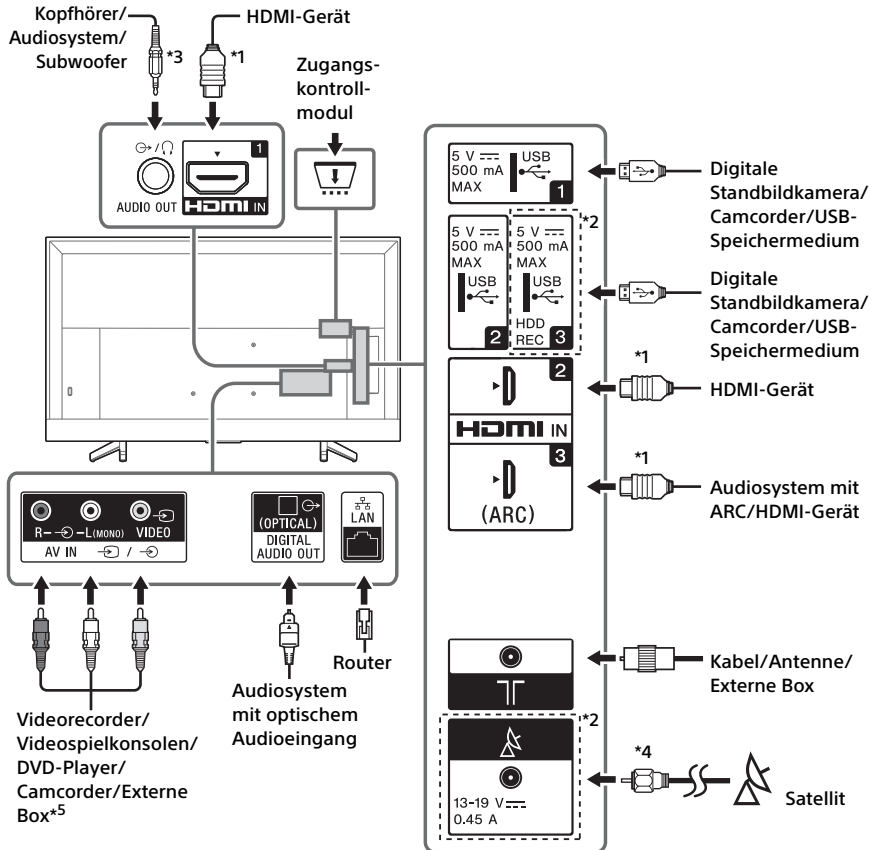 Kopfhörer/
Audiosystem/
Subwoofer
*3
HDMI-Gerät
*1
Zugangs-
kontroll-
modul
1
AUDIO OUT
HDMI IN
5 V
500 mA
MAX
USB
1
Digitale
Standbildkamera/
Camcorder/USB-
Speichermedium
*2
5 V
500 mA
MAX
USB
2
5 V
500 mA
MAX
USB
HDD
REC 3
Digitale
Standbildkamera/
Camcorder/USB-
Speichermedium
2
*1
HDMI-Gerät
HDMI IN
3
(ARC)
*1
Audiosystem mit
ARC/HDMI-Gerät
R- -L(MONO) VIDEO
AV IN /
(OPTICAL)
DIGITAL
AUDIO OUT
LAN
Videorecorder/
Videospielkonsolen/
DVD-Player/
Camcorder/Externe
Box*5
Audiosystem
mit optischem
Audioeingang
Router
Kabel/Antenne/
Externe Box
*2
13-19 V
0.45 A
*4
Satellit